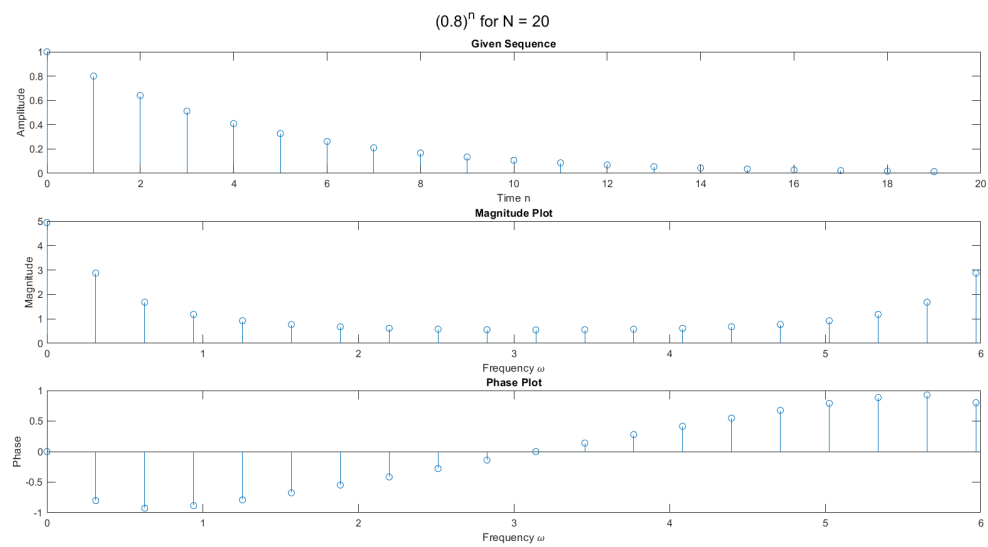 (0.8)^n for N = 20
Given Sequence
Amplitude
1
0.8
0.6
0.4
0.2
0
0 2 4 6 8 10 12 14 16 18 20
Time n
Magnitude Plot
Magnitude
5
4
3
2
1
0
0 1 2 3 4 5 6
Frequency ω
Phase Plot
Phase
1
0.5
0
-0.5
-1
0 1 2 3 4 5 6
Frequency ω